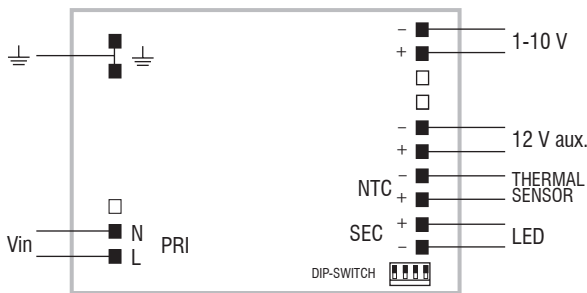 −
+
1-10 V
−
+
12 V aux.
NTC
−
+
THERMAL
SENSOR
SEC
+
−
LED
Vin
N
L
PRI
DIP-SWITCH